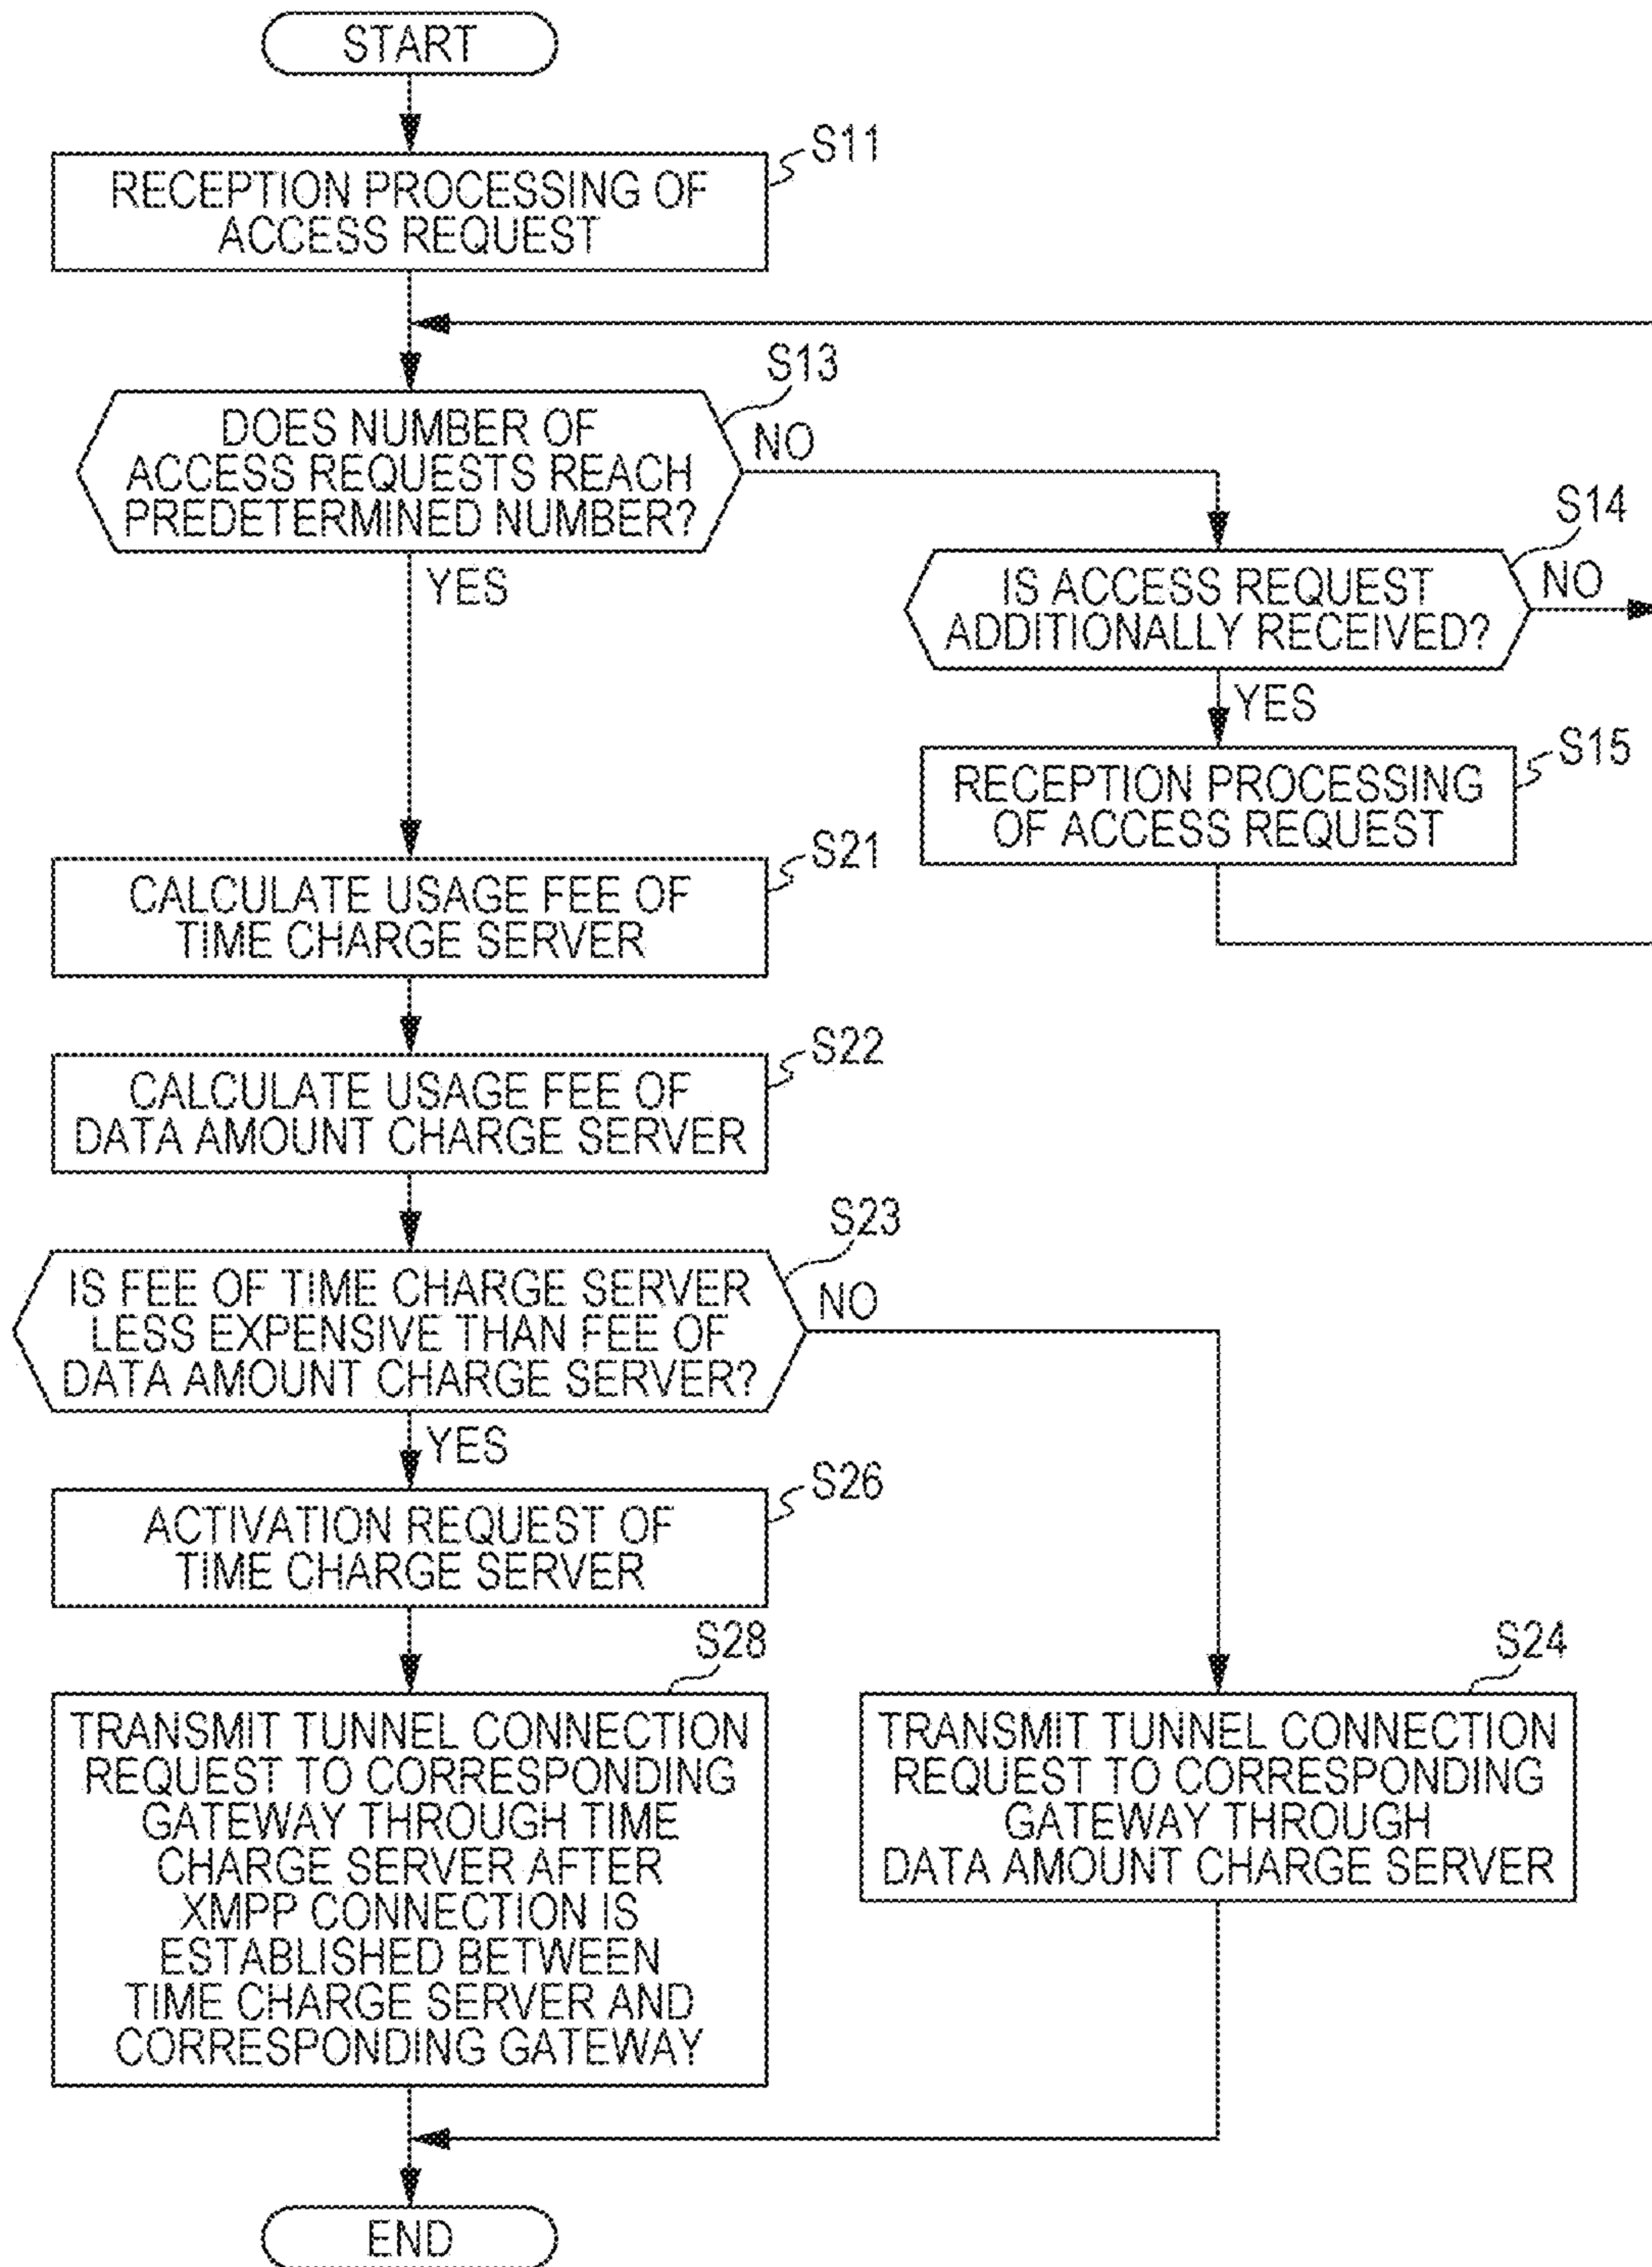 START
S11
RECEPTION PROCESSING OF
ACCESS REQUEST
S13
DOES NUMBER OF
ACCESS REQUESTS REACH
PREDETERMINED NUMBER?
NO
YES
S14
IS ACCESS REQUEST
ADDITIONALLY RECEIVED?
NO
YES
S15
RECEPTION PROCESSING
OF ACCESS REQUEST
S21
CALCULATE USAGE FEE OF
TIME CHARGE SERVER
S22
CALCULATE USAGE FEE OF
DATA AMOUNT CHARGE SERVER
S23
IS FEE OF TIME CHARGE SERVER
LESS EXPENSIVE THAN FEE OF
DATA AMOUNT CHARGE SERVER?
NO
YES
S26
ACTIVATION REQUEST OF
TIME CHARGE SERVER
S28
TRANSMIT TUNNEL CONNECTION
REQUEST TO CORRESPONDING
GATEWAY THROUGH TIME
CHARGE SERVER AFTER
XMPP CONNECTION IS
ESTABLISHED BETWEEN
TIME CHARGE SERVER AND
CORRESPONDING GATEWAY
S24
TRANSMIT TUNNEL CONNECTION
REQUEST TO CORRESPONDING
GATEWAY THROUGH
DATA AMOUNT CHARGE SERVER
END